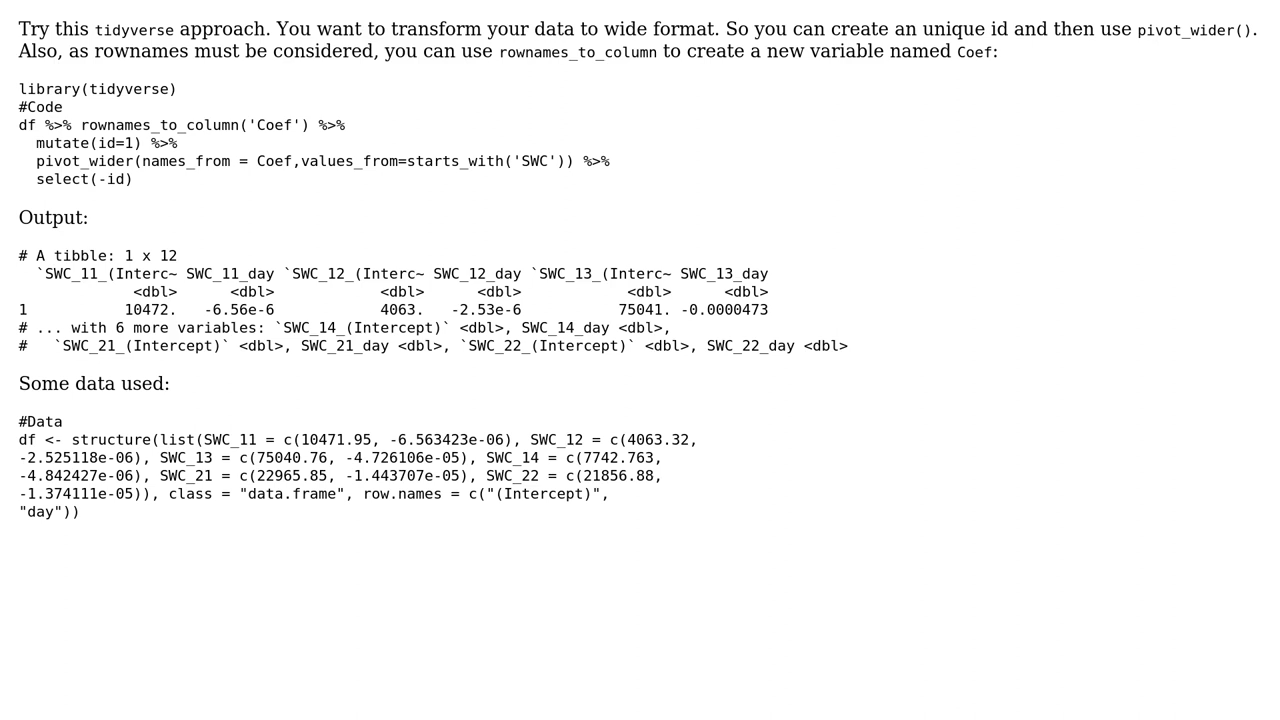 Try this tidyverse approach. You want to transform your data to wide format. So you can create an unique id and then use pivot_wider().
Also, as rownames must be considered, you can use rownames_to_column to create a new variable named Coef:
library(tidyverse)
#Code
df %>% rownames_to_column('Coef') %>%
  mutate(id=1) %>%
  pivot_wider(names_from = Coef,values_from=starts_with('SWC')) %>%
  select(-id)
Output:
# A tibble: 1 x 12
  `SWC_11_(Interc~ SWC_11_day `SWC_12_(Interc~ SWC_12_day `SWC_13_(Interc~ SWC_13_day
             <dbl>      <dbl>            <dbl>      <dbl>            <dbl>      <dbl>
1           10472.   -6.56e-6            4063.   -2.53e-6           75041. -0.0000473
# ... with 6 more variables: `SWC_14_(Intercept)` <dbl>, SWC_14_day <dbl>,
#   `SWC_21_(Intercept)` <dbl>, SWC_21_day <dbl>, `SWC_22_(Intercept)` <dbl>, SWC_22_day <dbl>
Some data used:
#Data
df <- structure(list(SWC_11 = c(10471.95, -6.563423e-06), SWC_12 = c(4063.32,
-2.525118e-06), SWC_13 = c(75040.76, -4.726106e-05), SWC_14 = c(7742.763,
-4.842427e-06), SWC_21 = c(22965.85, -1.443707e-05), SWC_22 = c(21856.88,
-1.374111e-05)), class = "data.frame", row.names = c("(Intercept)",
"day"))